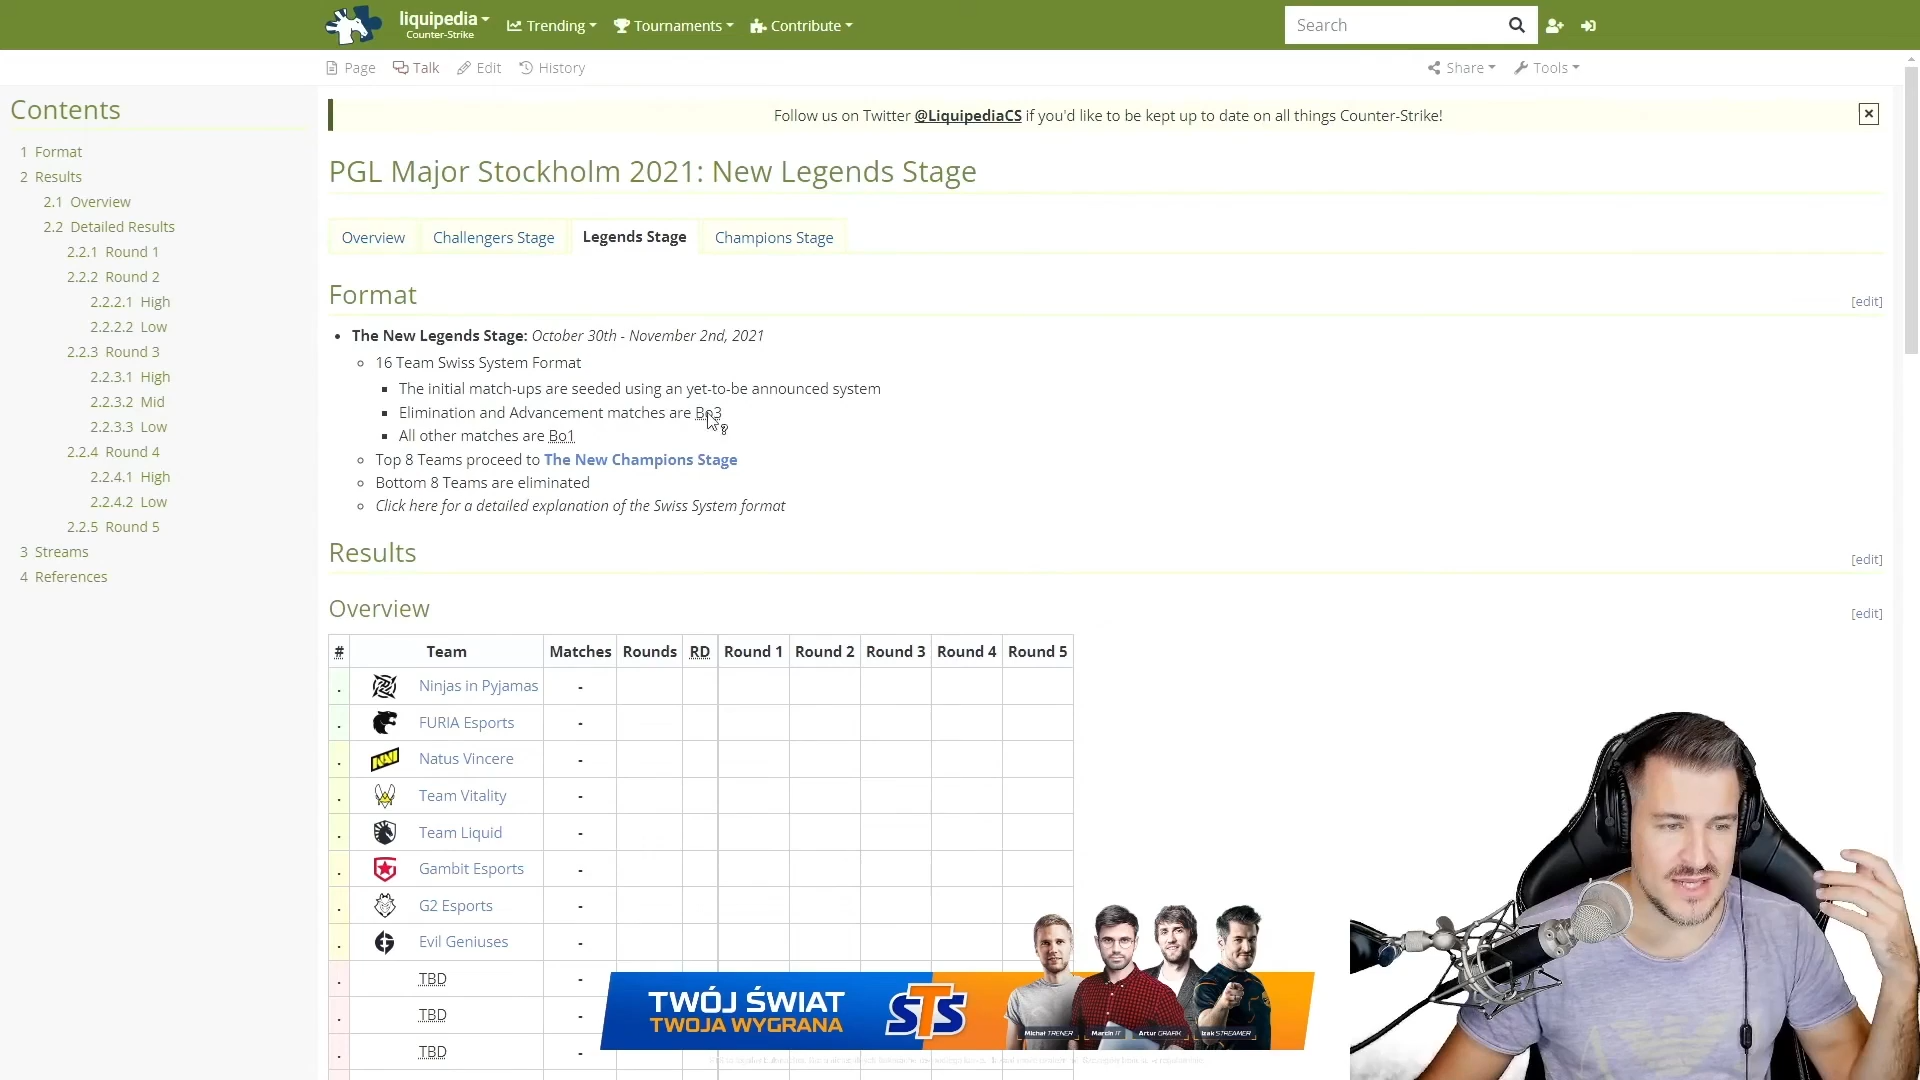 liquipedia
Counter-Strike
Trending
Tournaments
Contribute
Search
Page
Talk
Edit
History
Share
Tools
Contents
1 Format
2 Results
2.1 Overview
2.2 Detailed Results
2.2.1 Round 1
2.2.2 Round 2
2.2.2.1 High
2.2.2.2 Low
2.2.3 Round 3
2.2.3.1 High
2.2.3.2 Mid
2.2.3.3 Low
2.2.4 Round 4
2.2.4.1 High
2.2.4.2 Low
2.2.5 Round 5
3 Streams
4 References
Follow us on Twitter @LiquipediaCS if you'd like to be kept up to date on all things Counter-Strike!
PGL Major Stockholm 2021: New Legends Stage
Overview
Challengers Stage
Legends Stage
Champions Stage
Format
[edit]
The New Legends Stage: October 30th - November 2nd, 2021
16 Team Swiss System Format
The initial match-ups are seeded using an yet-to-be announced system
Elimination and Advancement matches are Bo3
All other matches are Bo1
Top 8 Teams proceed to The New Champions Stage
Bottom 8 Teams are eliminated
Click here for a detailed explanation of the Swiss System format
Results
[edit]
Overview
[edit]
# Team Matches Rounds RD Round 1 Round 2 Round 3 Round 4 Round 5
. Ninjas in Pyjamas -
. FURIA Esports -
. Natus Vincere -
. Team Vitality -
. Team Liquid -
. Gambit Esports -
. G2 Esports -
. Evil Geniuses -
. TBD -
. TBD -
. TBD -
TWÓJ ŚWIAT
TWOJA WYGRANA
STS
Michał TRENER
Marcin IT
Artur GRAFIK
Izak STREAMER